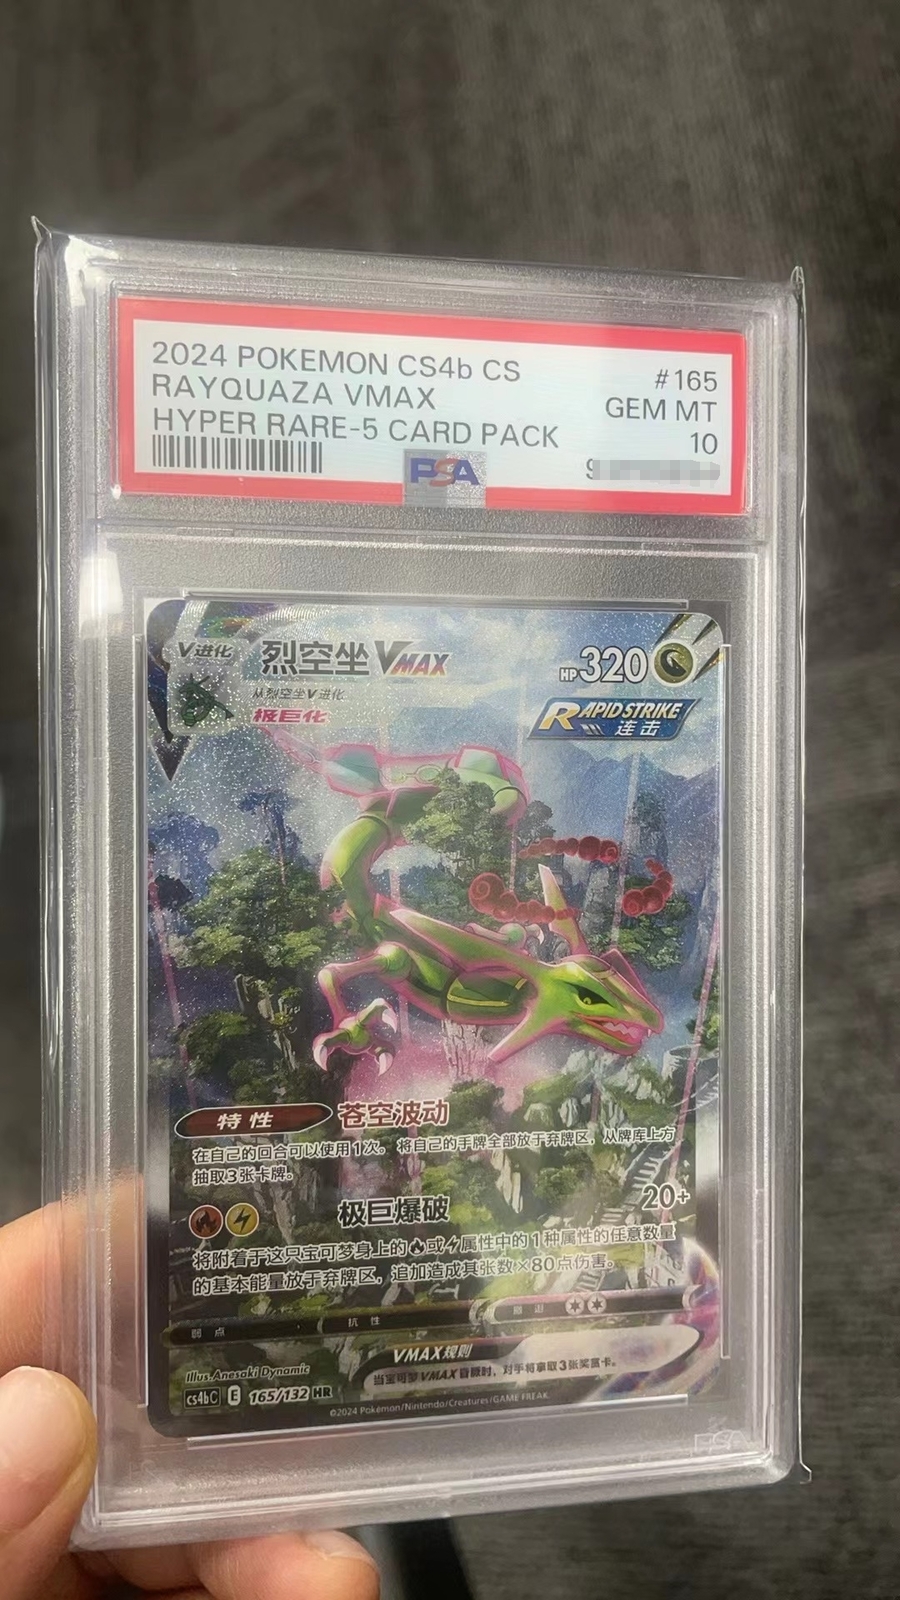 2024 POKEMON CS4b CS
#165
RAYQUAZA VMAX
GEM MT
HYPER RARE-5 CARD PACK
10
PSA
9
V进化
烈空坐VMAX
HP320
从烈空坐V进化
极巨化
RAPID STRIKE
连击
特性
苍空波动
在自己的回合可以使用1次。将自己的手牌全部放于弃牌区,从牌库上方
抽取3张卡牌。
极巨爆破
20+
将附着于这只宝可梦身上的或属性中的1种属性的任意数量
的基本能量放于弃牌区,追加造成其张数×80点伤害。
弱点
抗性
撤退
VMAX规则
当宝可梦VMAX昏厥时,对手将拿取3张奖赏卡。
Illus.Anesaki Dynamic
cs4bC E 165/132 HR
©2024 Pokémon/Nintendo/Creatures/GAME FREAK
PSA